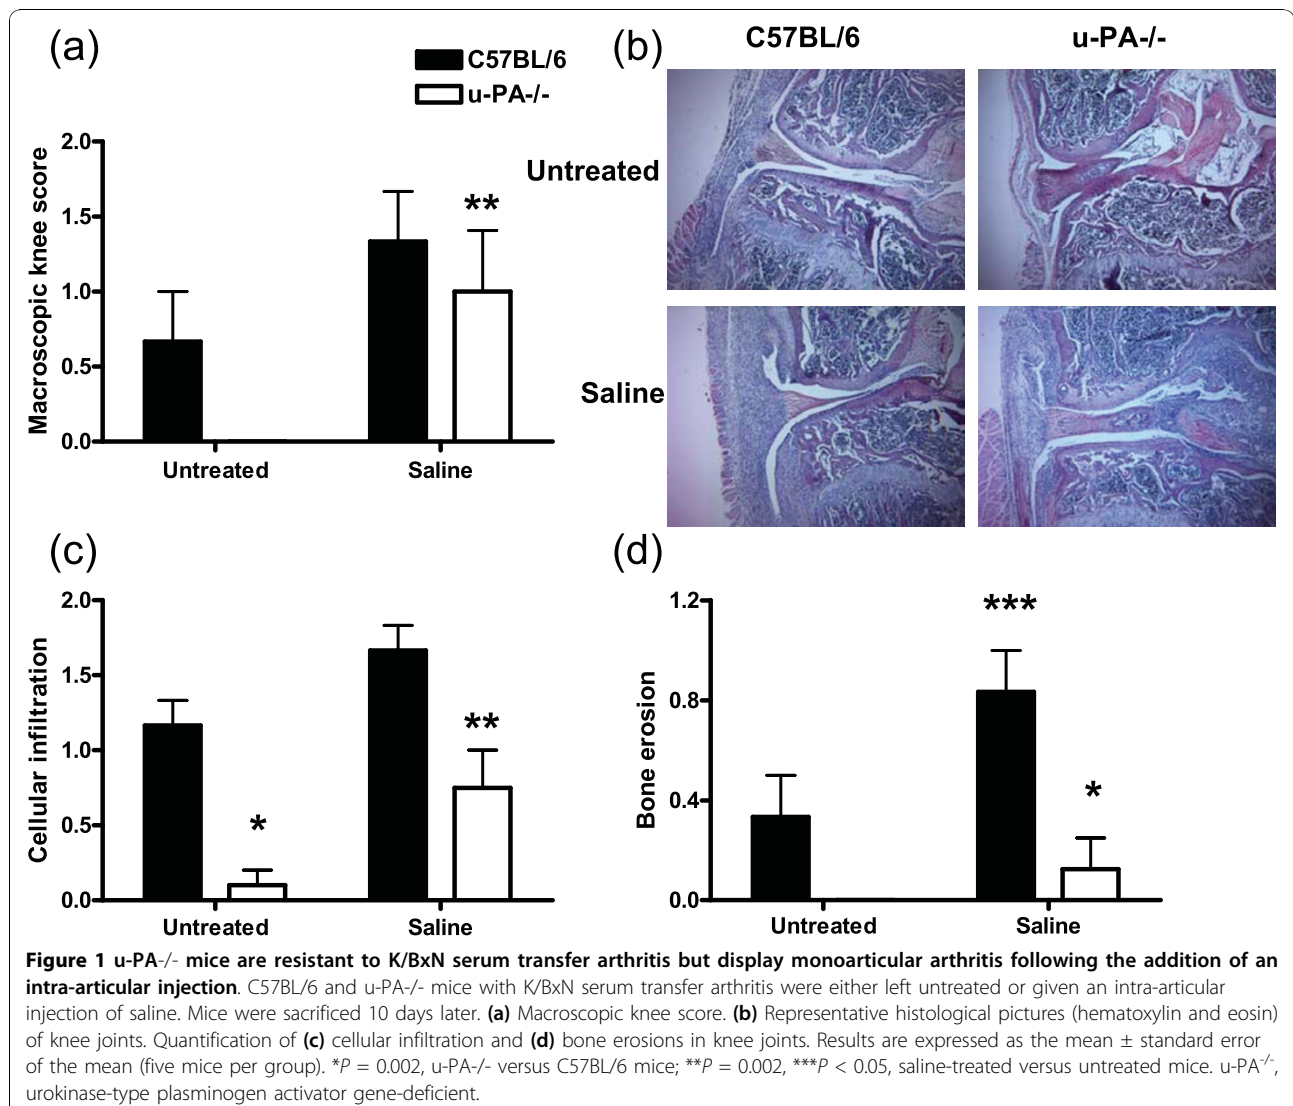 (a)
C57BL/6
u-PA-/-
2.0
1.5
1.0
0.5
0.0
Macroscopic knee score
**
Untreated
Saline
(b)
C57BL/6
u-PA-/-
Untreated
Saline
(c)
2.0
1.5
1.0
0.5
0.0
Cellular infiltration
*
**
Untreated
Saline
(d)
1.2
0.8
0.4
0.0
Bone erosion
***
*
Untreated
Saline
Figure 1 u-PA-/- mice are resistant to K/BxN serum transfer arthritis but display monoarticular arthritis following the addition of an
intra-articular injection. C57BL/6 and u-PA-/- mice with K/BxN serum transfer arthritis were either left untreated or given an intra-articular
injection of saline. Mice were sacrificed 10 days later. (a) Macroscopic knee score. (b) Representative histological pictures (hematoxylin and eosin)
of knee joints. Quantification of (c) cellular infiltration and (d) bone erosions in knee joints. Results are expressed as the mean ± standard error
of the mean (five mice per group). *P = 0.002, u-PA-/- versus C57BL/6 mice; **P = 0.002, ***P < 0.05, saline-treated versus untreated mice. u-PA-/-,
urokinase-type plasminogen activator gene-deficient.